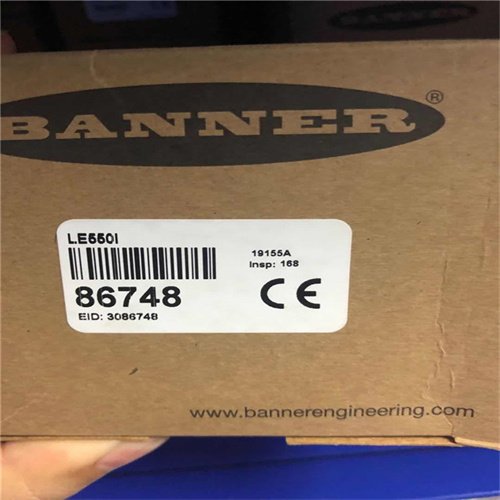 BANNER®
LE550I
19155A
Insp: 168
86748
CE
EID: 3086748
www.bannerengineering.com